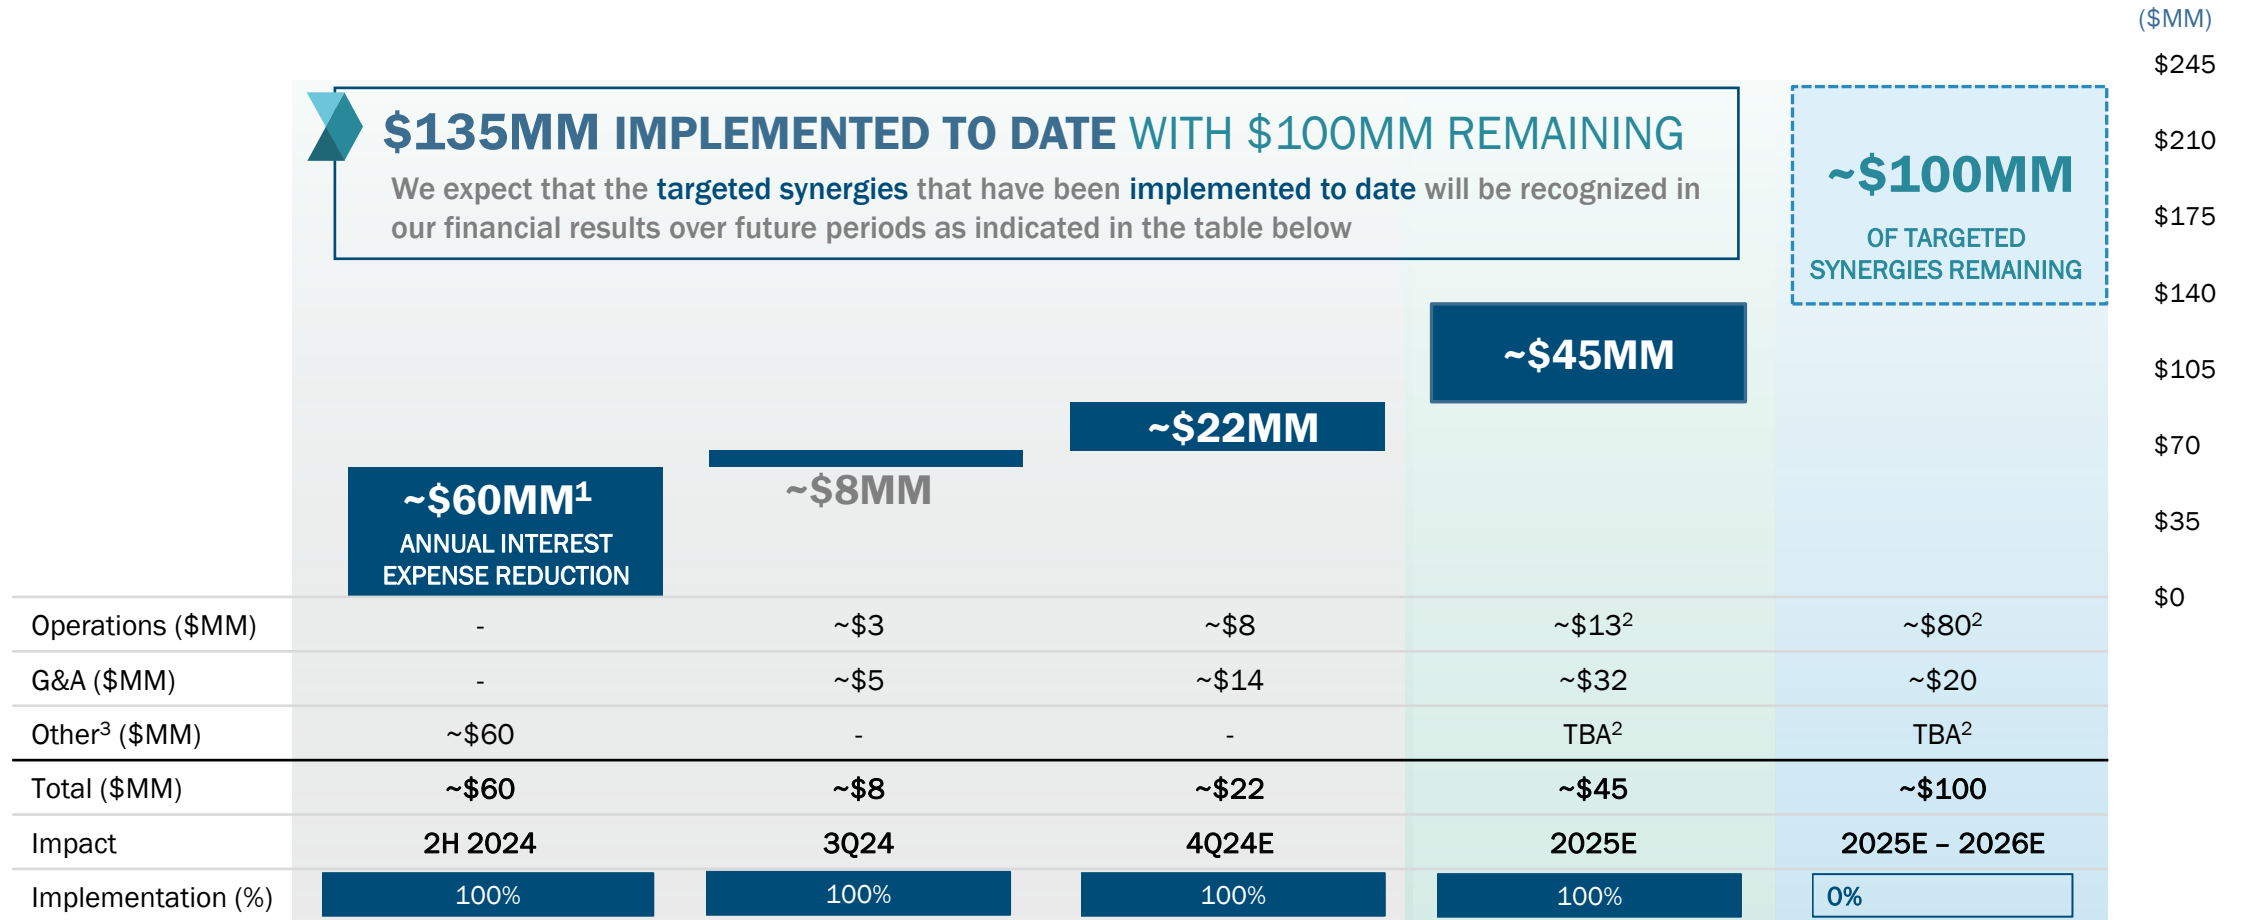 ($MM)
$245
$210
$175
$140
$105
$70
$35
$0
$135MM IMPLEMENTED TO DATE WITH $100MM REMAINING
We expect that the targeted synergies that have been implemented to date will be recognized in
our financial results over future periods as indicated in the table below
~$100MM
OF TARGETED
SYNERGIES REMAINING
~$45MM
~$22MM
~$8MM
~$60MM¹
ANNUAL INTEREST
EXPENSE REDUCTION
Operations ($MM) - ~$3 ~$8 ~$13² ~$80²
G&A ($MM) - ~$5 ~$14 ~$32 ~$20
Other³ ($MM) ~$60 - - TBA² TBA²
Total ($MM) ~$60 ~$8 ~$22 ~$45 ~$100
Impact 2H 2024 3Q24 4Q24E 2025E 2025E – 2026E
Implementation (%) 100% 100% 100% 100% 0%